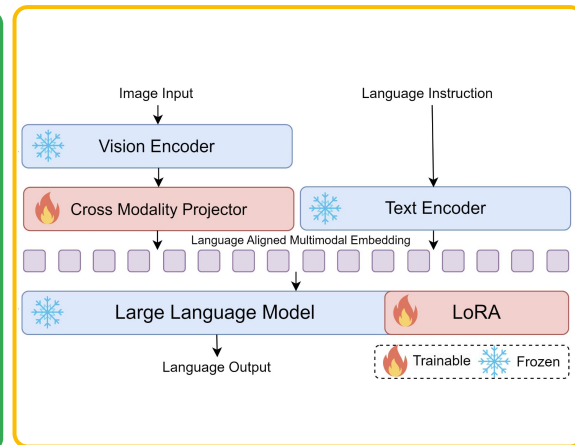 Image Input
Language Instruction
Vision Encoder
Cross Modality Projector
Text Encoder
Language Aligned Multimodal Embedding
Large Language Model
LoRA
Language Output
Trainable
Frozen